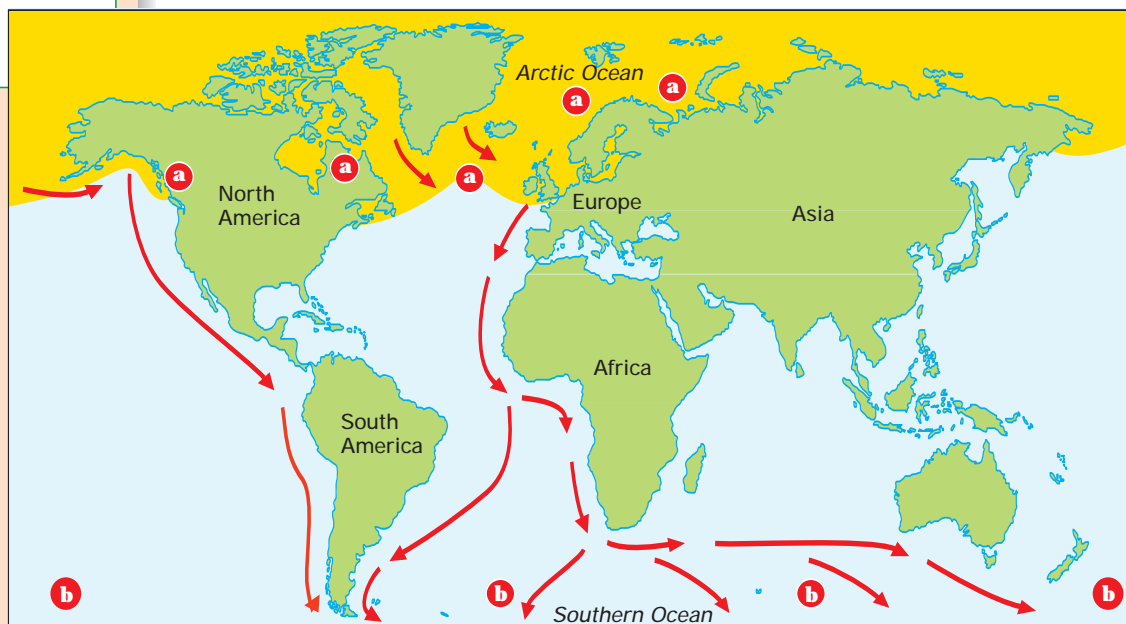 Arctic Ocean
a
a
a
a
a
North
America
Europe
Asia
Africa
South
America
b
b
b
b
Southern Ocean